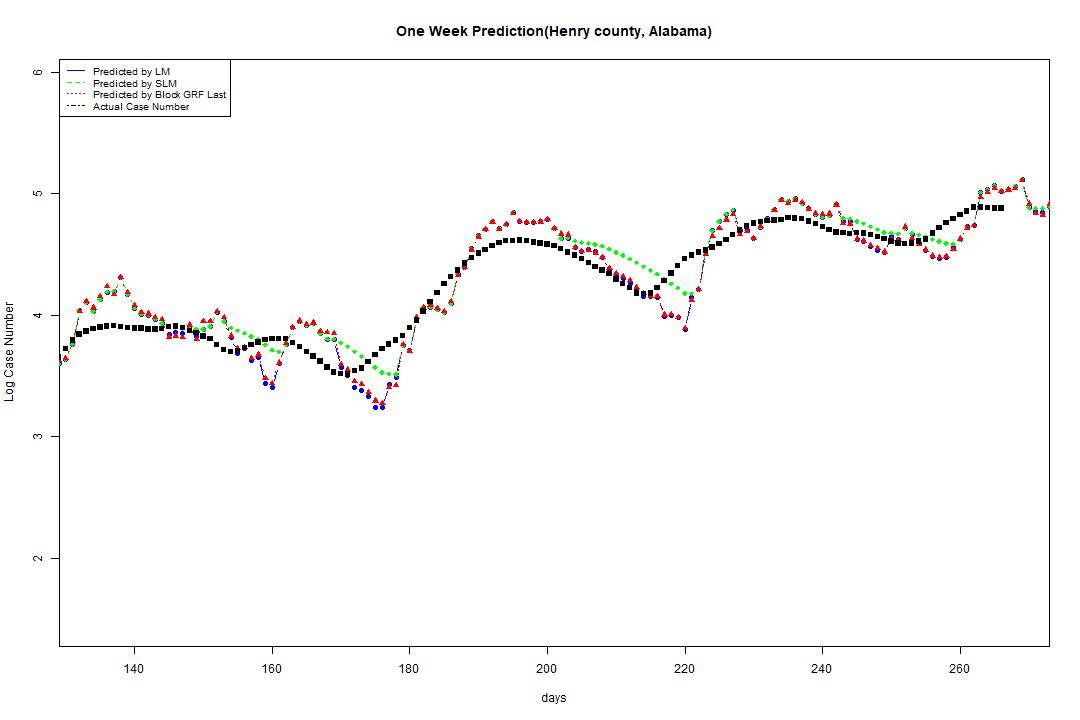 One Week Prediction(Henry county, Alabama)
Predicted by LM
Predicted by SLM
Predicted by Block GRF Last
Actual Case Number
6
5
4
3
2
Log Case Number
140 160 180 200 220 240 260
days